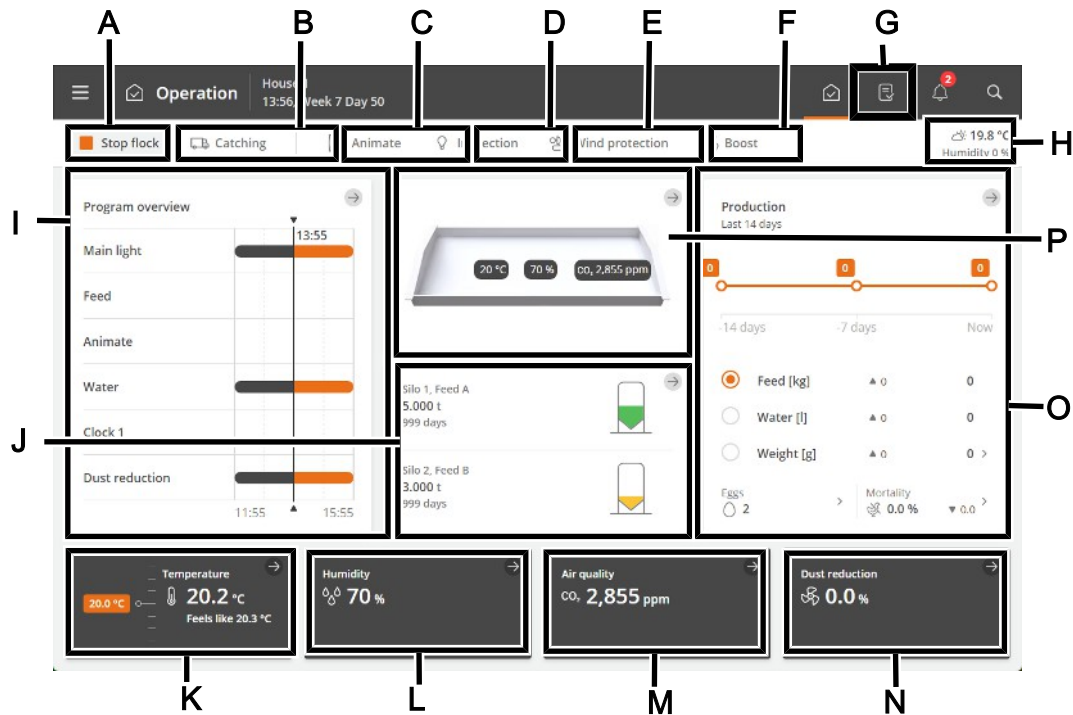 A B C D E F G
Operation
House 1
13:56, Week 7 Day 50
2
Stop flock
Catching
Animate
ection
Wind protection
Boost
19.8 °C
Humidity 0 %
H
I
Program overview
13:55
Main light
Feed
Animate
Water
Clock 1
Dust reduction
11:55 15:55
20 °C 70 % CO₂ 2,855 ppm
P
J
Silo 1, Feed A
5.000 t
999 days
Silo 2, Feed B
3.000 t
999 days
Production
Last 14 days
0 0 0
-14 days -7 days Now
Feed [kg] ▲ 0 0
Water [l] ▲ 0 0
Weight [g] ▲ 0 0 >
O
Eggs
2 >
Mortality
0.0 % ▼ 0.0 >
20.0 °C
Temperature
20.2 °C
Feels like 20.3 °C
Humidity
70 %
Air quality
CO₂ 2,855 ppm
Dust reduction
0.0 %
K L M N